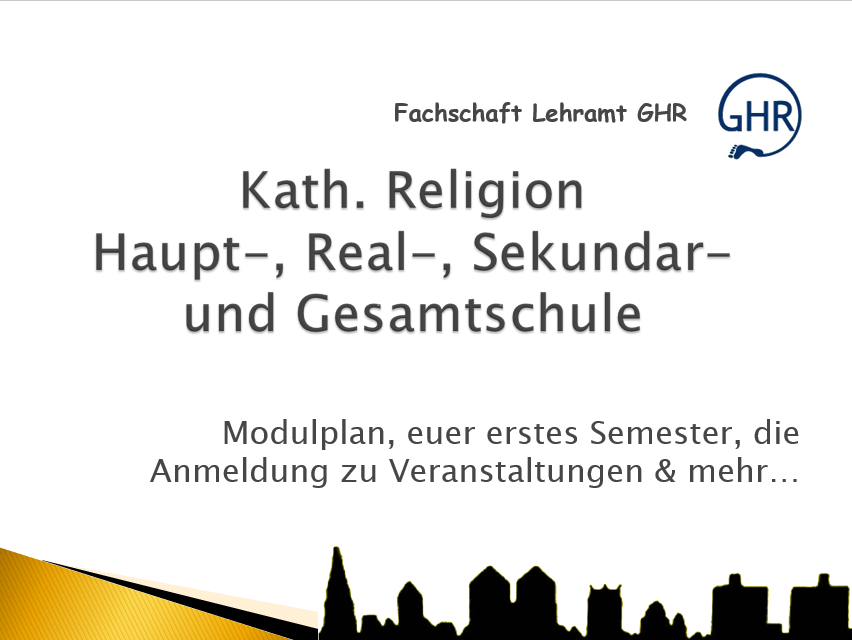 Fachschaft Lehramt GHR
GHR
Kath. Religion
Haupt-, Real-, Sekundar-
und Gesamtschule
Modulplan, euer erstes Semester, die
Anmeldung zu Veranstaltungen & mehr...